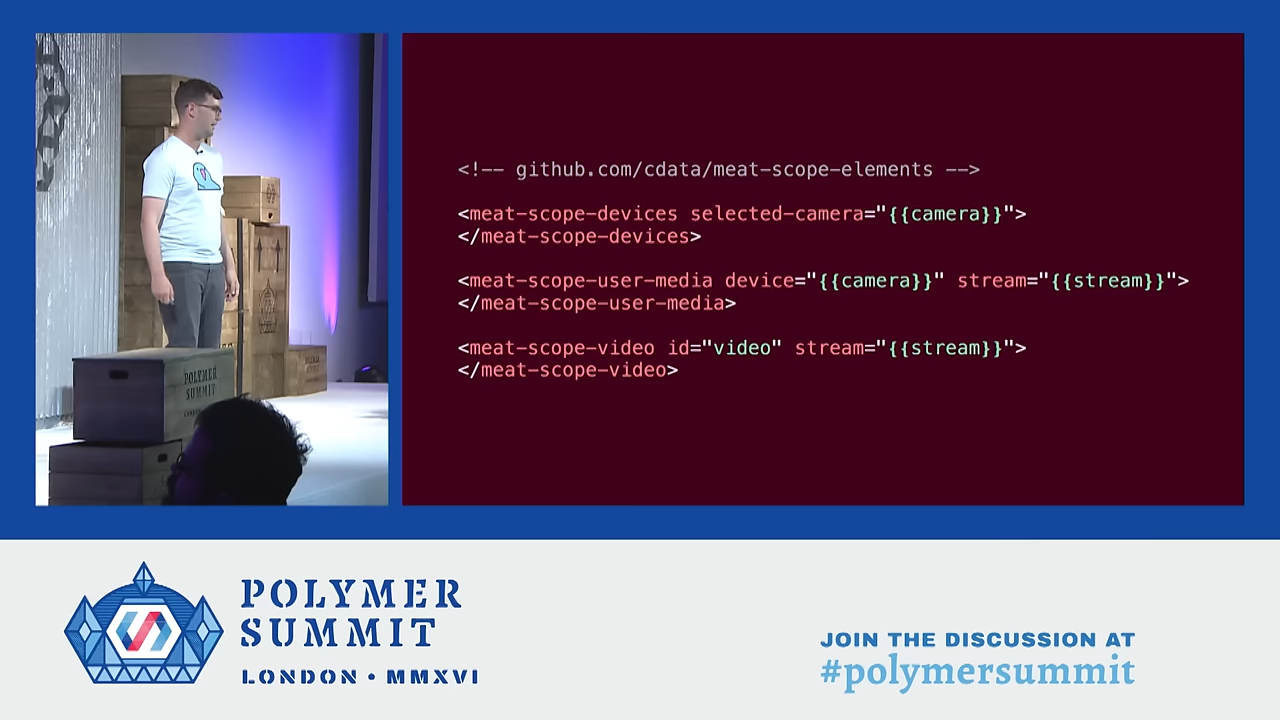 <!-- github.com/cdata/meat-scope-elements -->
<meat-scope-devices selected-camera="{{camera}}">
</meat-scope-devices>
<meat-scope-user-media device="{{camera}}" stream="{{stream}}">
</meat-scope-user-media>
<meat-scope-video id="video" stream="{{stream}}">
</meat-scope-video>
POLYMER
SUMMIT
POLYMER
SUMMIT
LONDON • MMXVI
JOIN THE DISCUSSION AT
#polymersummit